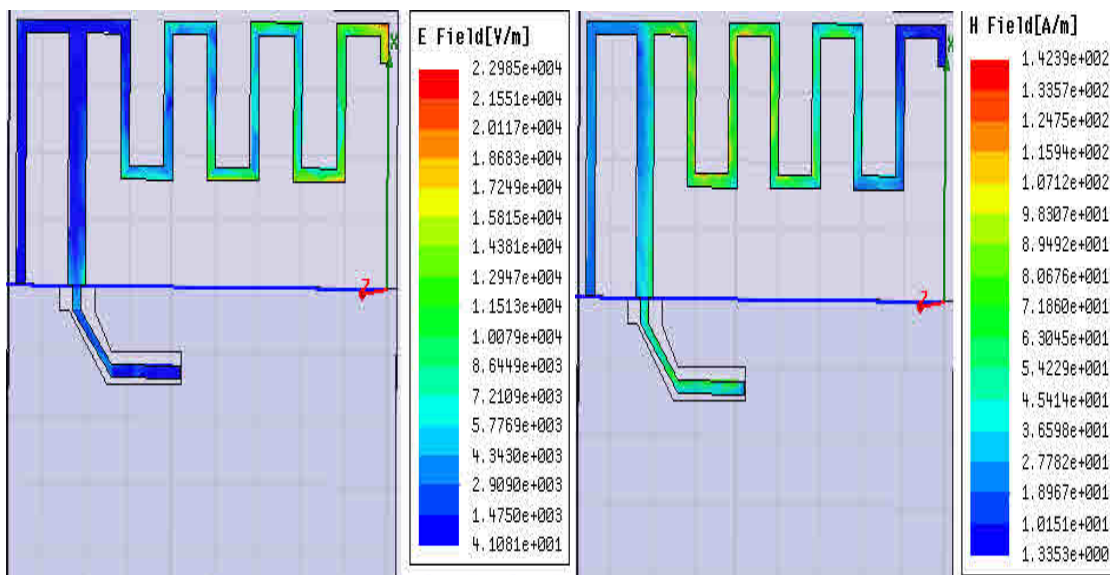 E Field[V/m]
2.2985e+004
2.1551e+004
2.0117e+004
1.8683e+004
1.7249e+004
1.5815e+004
1.4381e+004
1.2947e+004
1.1513e+004
1.0079e+004
8.6449e+003
7.2109e+003
5.7769e+003
4.3430e+003
2.9090e+003
1.4750e+003
4.1081e+001
Z
H Field[A/m]
1.4239e+002
1.3357e+002
1.2475e+002
1.1594e+002
1.0712e+002
9.8307e+001
8.9492e+001
8.0676e+001
7.1860e+001
6.3045e+001
5.4229e+001
4.5414e+001
3.6598e+001
2.7782e+001
1.8967e+001
1.0151e+001
1.3353e+000
Z